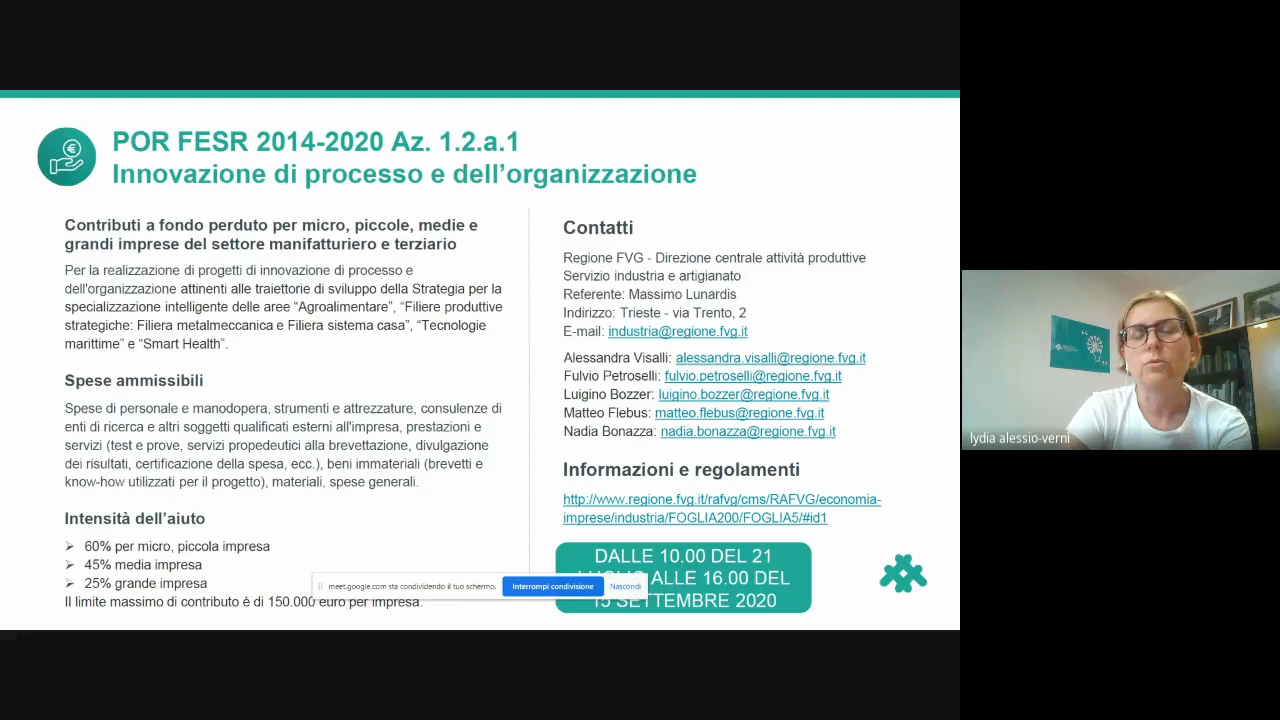 POR FESR 2014-2020 Az. 1.2.a.1
Innovazione di processo e dell’organizzazione
Contributi a fondo perduto per micro, piccole, medie e
grandi imprese del settore manifatturiero e terziario
Per la realizzazione di progetti di innovazione di processo e
dell'organizzazione attinenti alle traiettorie di sviluppo della Strategia per la
specializzazione intelligente delle aree “Agroalimentare”, “Filiere produttive
strategiche: Filiera metalmeccanica e Filiera sistema casa”, “Tecnologie
marittime” e “Smart Health”.
Spese ammissibili
Spese di personale e manodopera, strumenti e attrezzature, consulenze di
enti di ricerca e altri soggetti qualificati esterni all'impresa, prestazioni e
servizi (test e prove, servizi propedeutici alla brevettazione, divulgazione
dei risultati, certificazione della spesa, ecc.), beni immateriali (brevetti e
know-how utilizzati per il progetto), materiali, spese generali.
Intensità dell’aiuto
➢ 60% per micro, piccola impresa
➢ 45% media impresa
➢ 25% grande impresa
Il limite massimo di contributo è di 150.000 euro per impresa.
Contatti
Regione FVG - Direzione centrale attività produttive
Servizio industria e artigianato
Referente: Massimo Lunardis
Indirizzo: Trieste - via Trento, 2
E-mail: industria@regione.fvg.it
Alessandra Visalli: alessandra.visalli@regione.fvg.it
Fulvio Petroselli: fulvio.petroselli@regione.fvg.it
Luigino Bozzer: luigino.bozzer@regione.fvg.it
Matteo Flebus: matteo.flebus@regione.fvg.it
Nadia Bonazza: nadia.bonazza@regione.fvg.it
Informazioni e regolamenti
http://www.regione.fvg.it/rafvg/cms/RAFVG/economia-
imprese/industria/FOGLIA200/FOGLIA5/#id1
DALLE 10.00 DEL 21
ALLE 16.00 DEL
15 SETTEMBRE 2020
meet.google.com sta condividendo il tuo schermo.
Interrompi condivisione
Nascondi
lydia alessio-verni